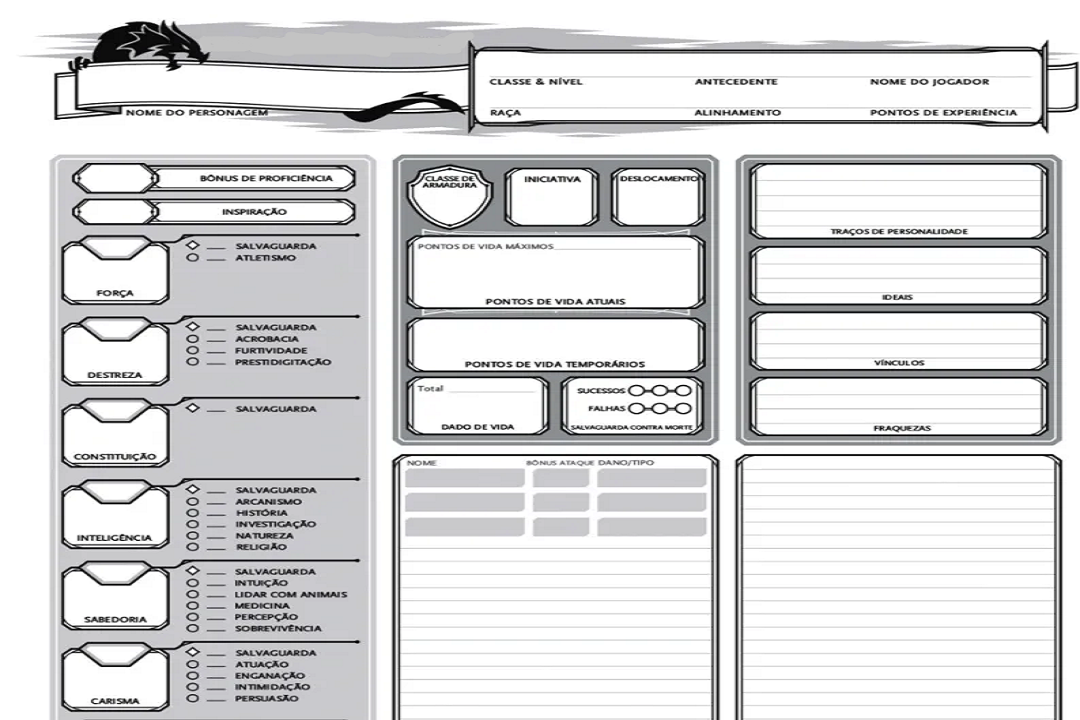 CLASSE & NÍVEL
ANTECEDENTE
NOME DO JOGADOR
NOME DO PERSONAGEM
RAÇA
ALINHAMENTO
PONTOS DE EXPERIÊNCIA
BÔNUS DE PROFICIÊNCIA
INSPIRAÇÃO
FORÇA
SALVAGUARDA
ATLETISMO
DESTREZA
SALVAGUARDA
ACROBACIA
FURTIVIDADE
PRESTIDIGITAÇÃO
CONSTITUIÇÃO
SALVAGUARDA
INTELIGÊNCIA
SALVAGUARDA
ARCANISMO
HISTÓRIA
INVESTIGAÇÃO
NATUREZA
RELIGIÃO
SABEDORIA
SALVAGUARDA
INTUIÇÃO
LIDAR COM ANIMAIS
MEDICINA
PERCEPÇÃO
SOBREVIVÊNCIA
CARISMA
SALVAGUARDA
ATUAÇÃO
ENGANAÇÃO
INTIMIDAÇÃO
PERSUASÃO
CLASSE DE
ARMADURA
INICIATIVA
DESLOCAMENTO
PONTOS DE VIDA MÁXIMOS
PONTOS DE VIDA ATUAIS
PONTOS DE VIDA TEMPORÁRIOS
Total
DADO DE VIDA
SUCESSOS
FALHAS
SALVAGUARDA CONTRA MORTE
NOME BÔNUS ATAQUE DANO/TIPO
TRAÇOS DE PERSONALIDADE
IDEAIS
VÍNCULOS
FRAQUEZAS